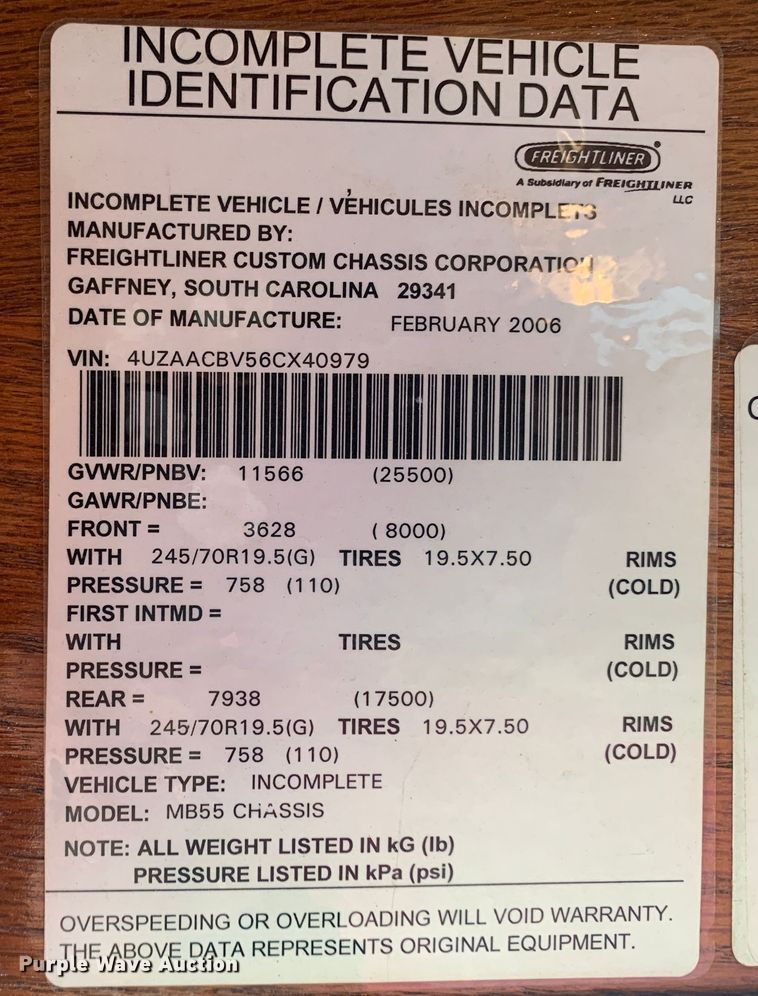 INCOMPLETE VEHICLE
IDENTIFICATION DATA
FREIGHTLINER
A Subsidiary of FREIGHTLINER
LLC
INCOMPLETE VEHICLE / VÉHICULES INCOMPLETS
MANUFACTURED BY:
FREIGHTLINER CUSTOM CHASSIS CORPORATION
GAFFNEY, SOUTH CAROLINA 29341
DATE OF MANUFACTURE: FEBRUARY 2006
VIN: 4UZAACBV56CX40979
GVWR/PNBV: 11566 (25500)
GAWR/PNBE:
FRONT = 3628 ( 8000)
WITH 245/70R19.5(G) TIRES 19.5X7.50 RIMS
PRESSURE = 758 (110) (COLD)
FIRST INTMD =
WITH TIRES RIMS
PRESSURE = (COLD)
REAR = 7938 (17500)
WITH 245/70R19.5(G) TIRES 19.5X7.50 RIMS
PRESSURE = 758 (110) (COLD)
VEHICLE TYPE: INCOMPLETE
MODEL: MB55 CHASSIS
NOTE: ALL WEIGHT LISTED IN kG (lb)
PRESSURE LISTED IN kPa (psi)
OVERSPEEDING OR OVERLOADING WILL VOID WARRANTY.
THE ABOVE DATA REPRESENTS ORIGINAL EQUIPMENT.
Purple Wave Auction